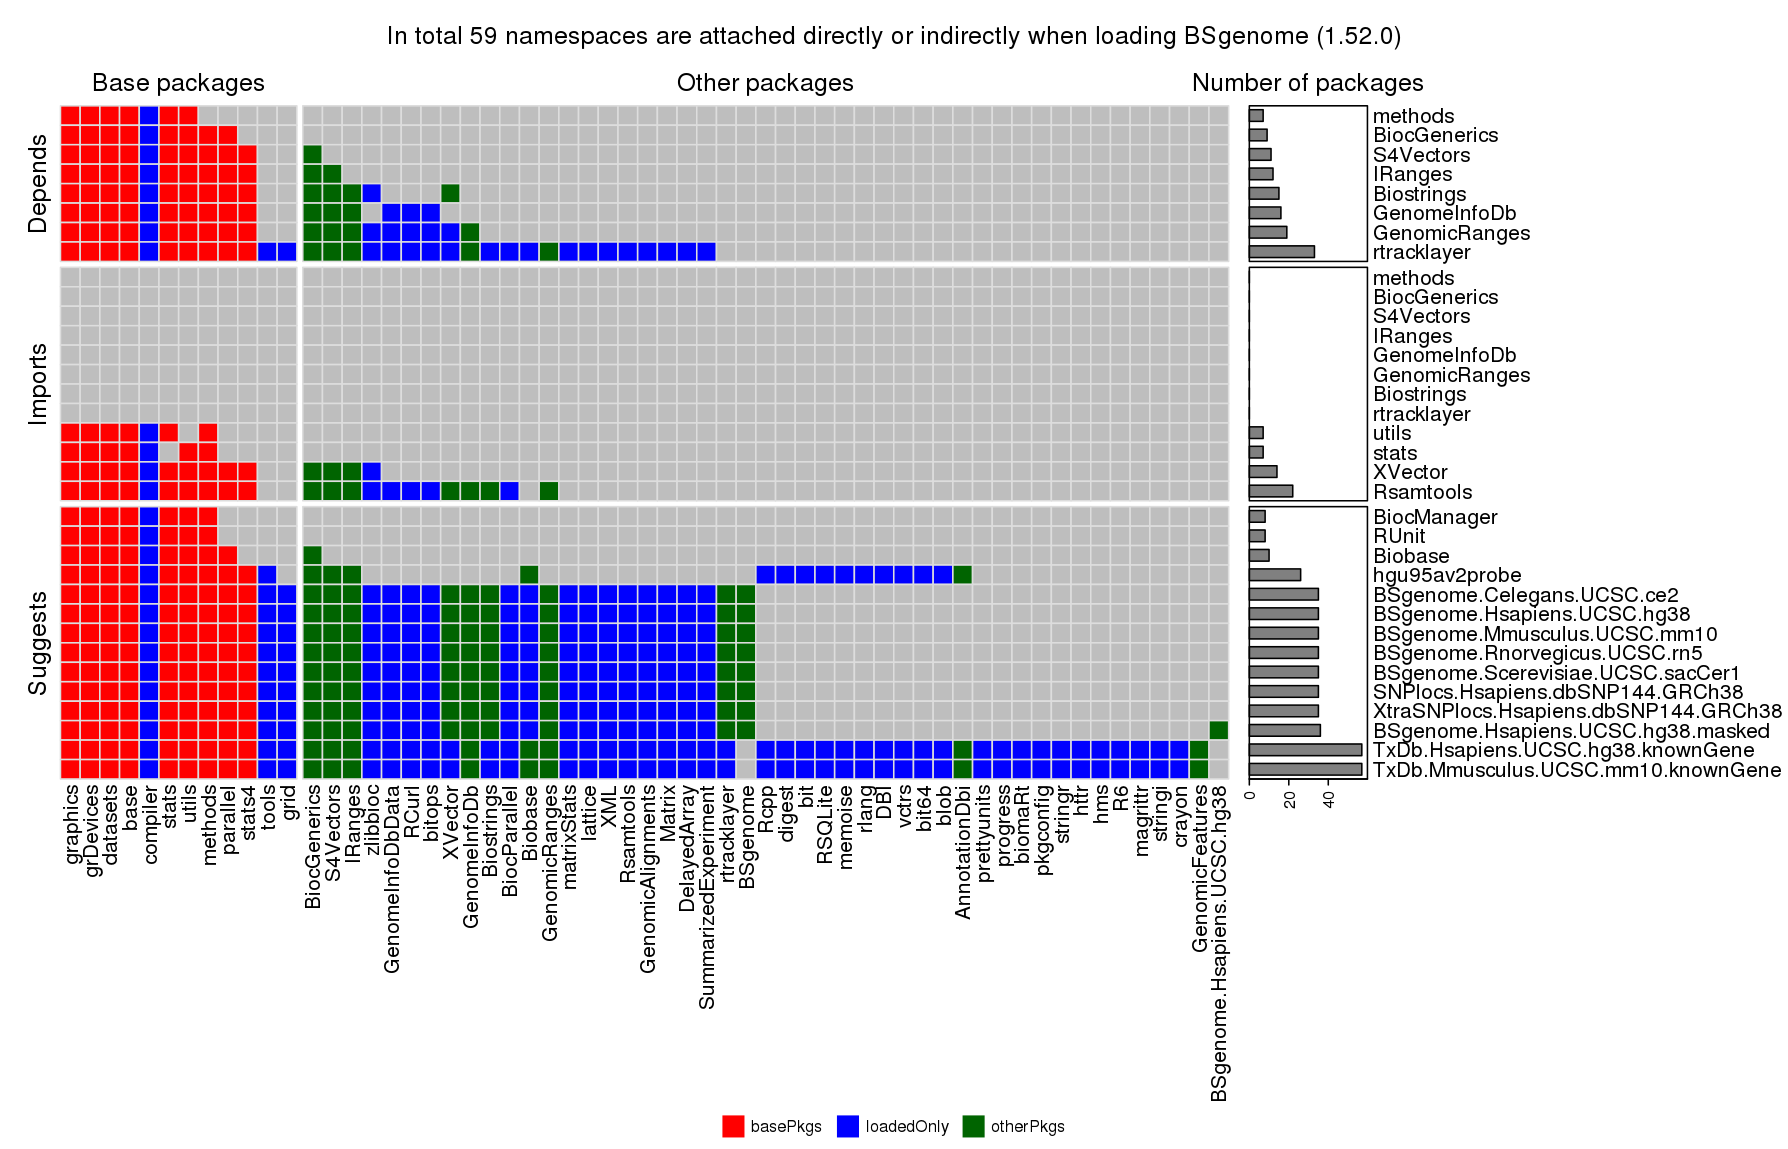 In total 59 namespaces are attached directly or indirectly when loading BSgenome (1.52.0)
Base packages
Other packages
Number of packages
Depends
methods
BiocGenerics
S4Vectors
IRanges
Biostrings
GenomeInfoDb
GenomicRanges
rtracklayer
Imports
methods
BiocGenerics
S4Vectors
IRanges
GenomeInfoDb
GenomicRanges
Biostrings
rtracklayer
utils
stats
XVector
Rsamtools
Suggests
BiocManager
RUnit
Biobase
hgu95av2probe
BSgenome.Celegans.UCSC.ce2
BSgenome.Hsapiens.UCSC.hg38
BSgenome.Mmusculus.UCSC.mm10
BSgenome.Rnorvegicus.UCSC.rn5
BSgenome.Scerevisiae.UCSC.sacCer1
SNPlocs.Hsapiens.dbSNP144.GRCh38
XtraSNPlocs.Hsapiens.dbSNP144.GRCh38
BSgenome.Hsapiens.UCSC.hg38.masked
TxDb.Hsapiens.UCSC.hg38.knownGene
TxDb.Mmusculus.UCSC.mm10.knownGene
graphics
grDevices
datasets
base
compiler
stats
utils
methods
parallel
stats4
tools
grid
BiocGenerics
S4Vectors
IRanges
zlibbioc
GenomeInfoDbData
RCurl
bitops
XVector
GenomeInfoDb
Biostrings
BiocParallel
Biobase
GenomicRanges
matrixStats
lattice
XML
Rsamtools
GenomicAlignments
Matrix
DelayedArray
SummarizedExperiment
rtracklayer
BSgenome
Rcpp
digest
bit
RSQLite
memoise
rlang
DBI
vctrs
bit64
blob
AnnotationDbi
prettyunits
progress
biomaRt
pkgconfig
stringr
httr
hms
R6
magrittr
stringi
crayon
GenomicFeatures
BSgenome.Hsapiens.UCSC.hg38
0
20
40
basePkgs
loadedOnly
otherPkgs